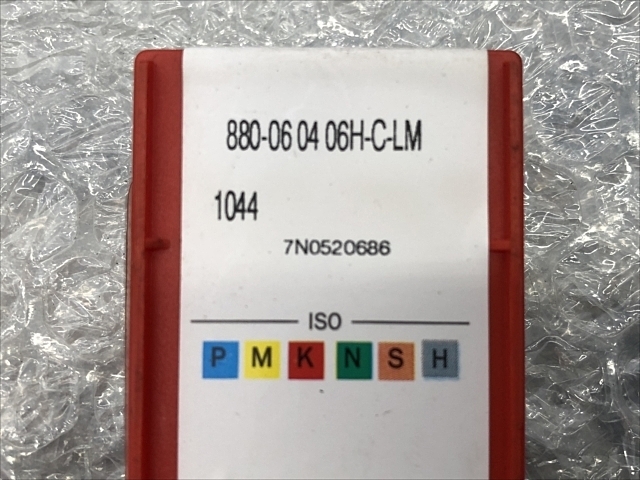 880-06 04 06H-C-LM
1044
7N0520686
ISO
P M K N S H